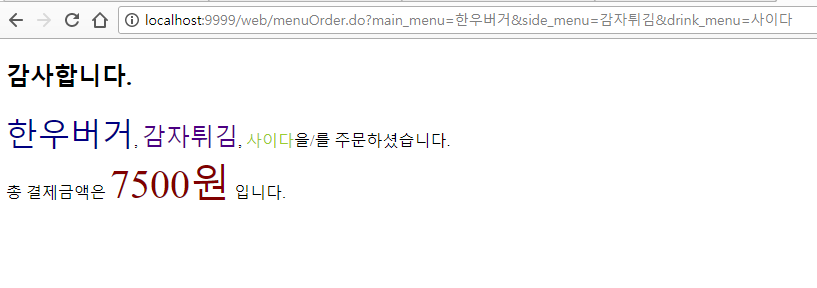 localhost:9999/web/menuOrder.do?main_menu=한우버거&side_menu=감자튀김&drink_menu=사이다
감사합니다.
한우버거, 감자튀김, 사이다을/를 주문하셨습니다.
총 결제금액은 7500원 입니다.